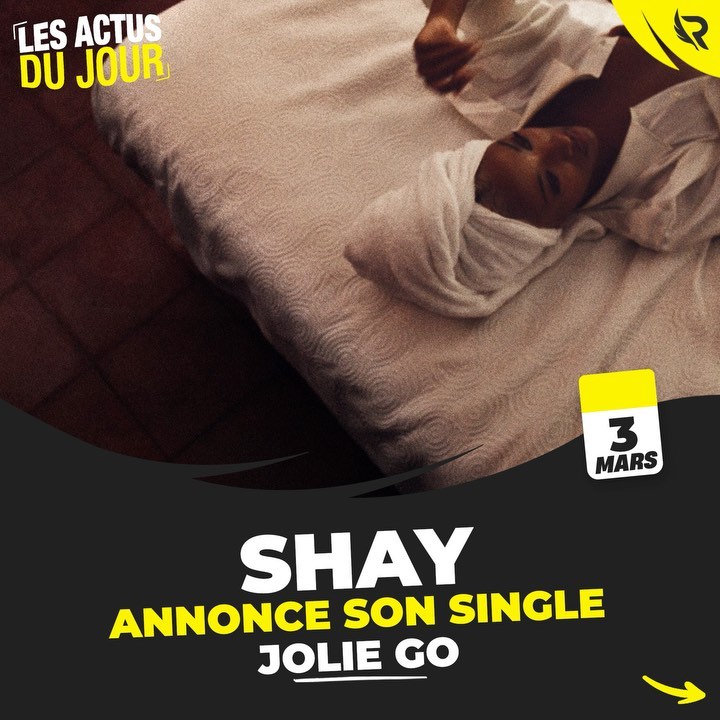 LES ACTUS
DU JOUR
3
MARS
SHAY
ANNONCE SON SINGLE
JOLIE GO